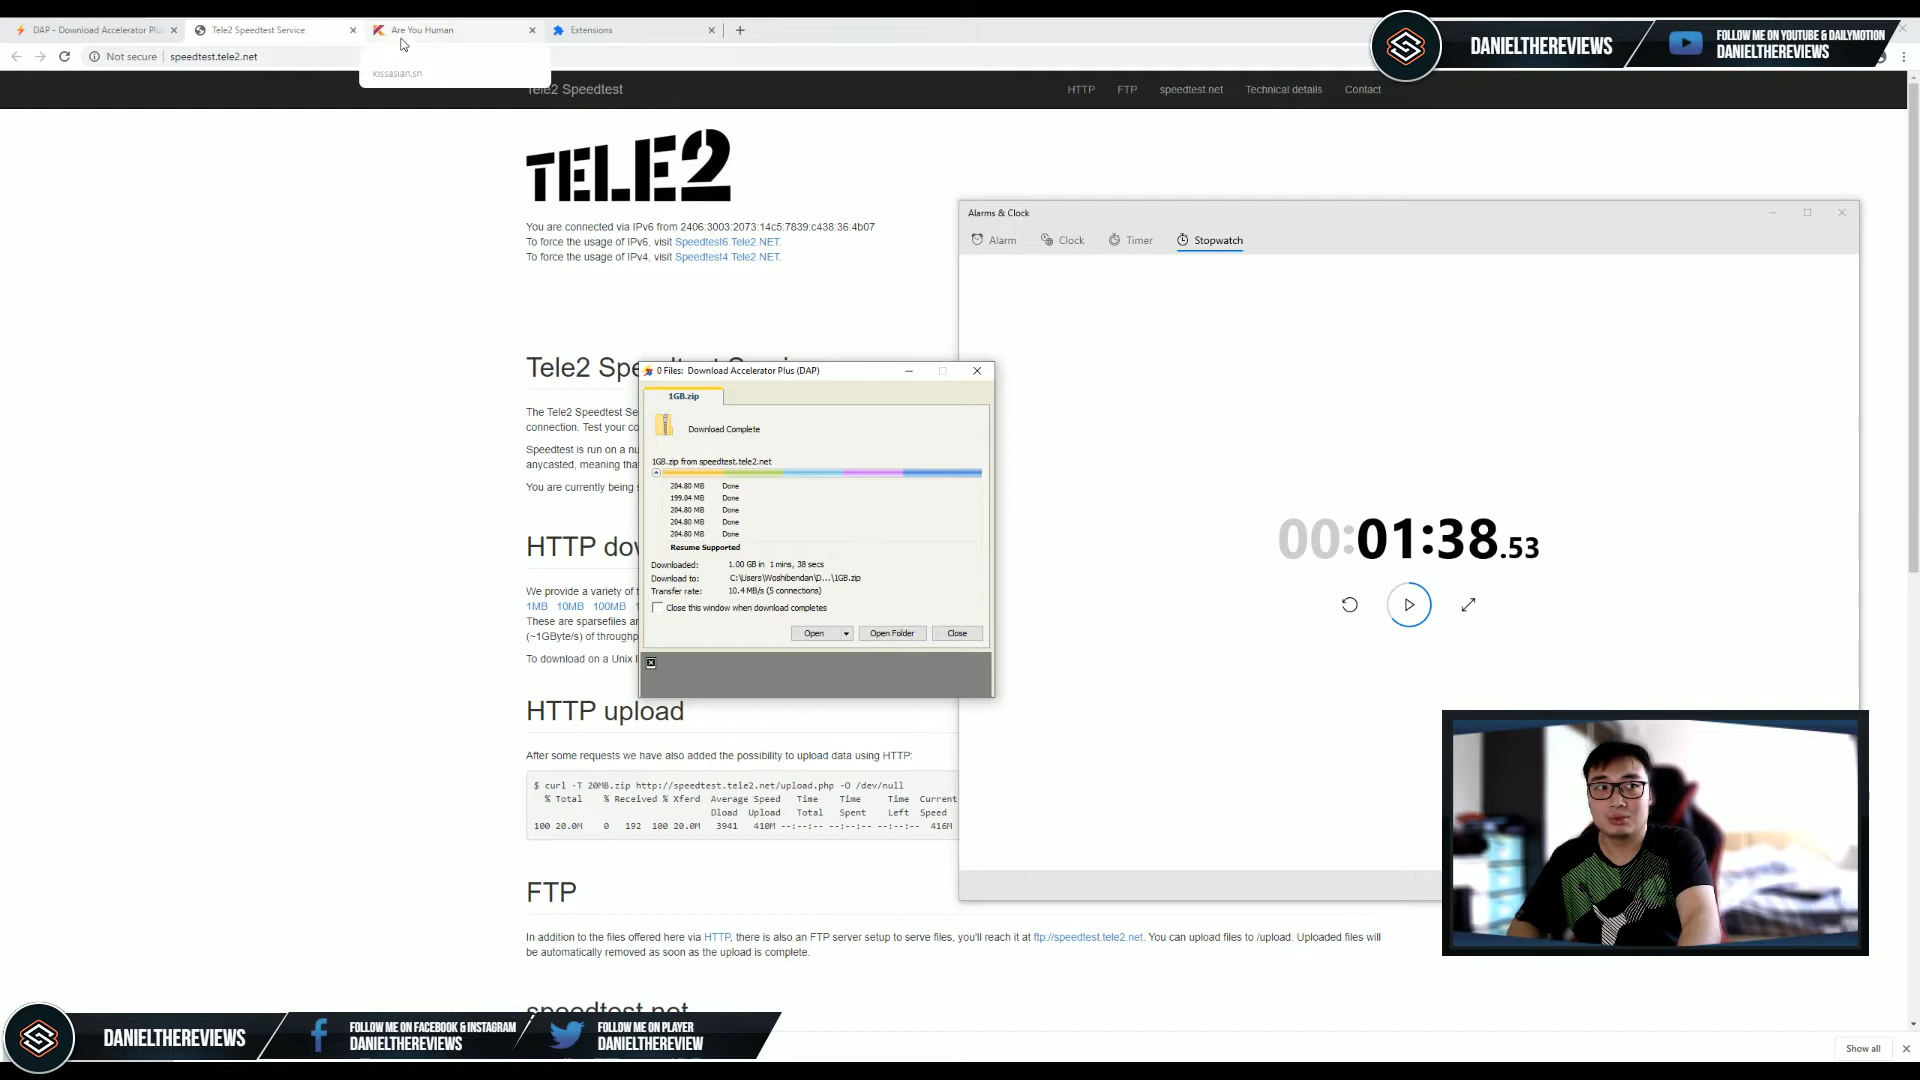 DAP - Download Accelerator Plu
Tele2 Speedtest Service
Are You Human
Extensions
Not secure
speedtest.tele2.net
kissasian.sh
DANIELTHEREVIEWS
FOLLOW ME ON YOUTUBE & DAILYMOTION
DANIELTHEREVIEWS
Tele2 Speedtest
HTTP FTP speedtest.net Technical details Contact
TELE2
You are connected via IPv6 from 2406:3003:2073:14c5:7839:c438:36:4b07
To force the usage of IPv6, visit Speedtest6.Tele2.NET.
To force the usage of IPv4, visit Speedtest4.Tele2.NET.
Alarms & Clock
Alarm Clock Timer Stopwatch
00:01:38.53
Tele2 Spe
The Tele2 Speedtest Se
connection. Test your co
Speedtest is run on a nu
anycasted, meaning tha
You are currently being s
0 Files: Download Accelerator Plus (DAP)
1GB.zip
Download Complete
1GB.zip from speedtest.tele2.net
204.80 MB Done
199.04 MB Done
204.80 MB Done
204.80 MB Done
204.80 MB Done
Resume Supported
Downloaded: 1.00 GB in 1 mins, 38 secs
Download to: C:\Users\Woshibendan\D...\1GB.zip
Transfer rate: 10.4 MB/s (5 connections)
Close this window when download completes
Open
Open Folder
Close
HTTP dov
We provide a variety of t
1MB 10MB 100MB 1
These are sparsefiles an
(~1GByte/s) of throughp
To download on a Unix l
HTTP upload
After some requests we have also added the possibility to upload data using HTTP:
$ curl -T 20MB.zip http://speedtest.tele2.net/upload.php -O /dev/null
% Total % Received % Xferd Average Speed Time Time Time Current
Dload Upload Total Spent Left Speed
100 20.0M 0 192 100 20.0M 3941 410M --:--:-- --:--:-- --:--:-- 416M
FTP
In addition to the files offered here via HTTP, there is also an FTP server setup to serve files, you'll reach it at ftp://speedtest.tele2.net. You can upload files to /upload. Uploaded files will
be automatically removed as soon as the upload is complete.
speedtest.net
DANIELTHEREVIEWS
FOLLOW ME ON FACEBOOK & INSTAGRAM
DANIELTHEREVIEWS
FOLLOW ME ON PLAYER
DANIELTHEREVIEW
Show all